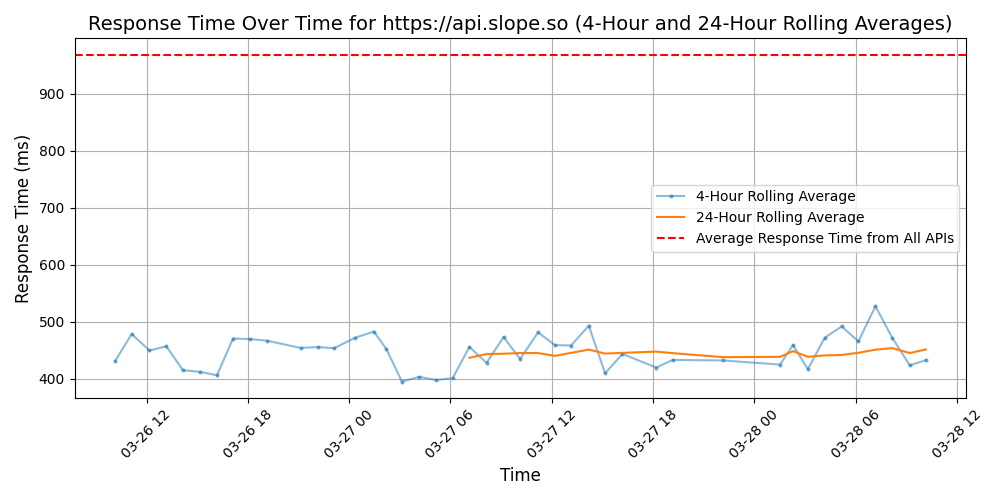 Response Time Over Time for https://api.slope.so (4-Hour and 24-Hour Rolling Averages)
Response Time (ms)
900
800
700
600
500
400
4-Hour Rolling Average
24-Hour Rolling Average
Average Response Time from All APIs
03-26 12
03-26 18
03-27 00
03-27 06
03-27 12
03-27 18
03-28 00
03-28 06
03-28 12
Time